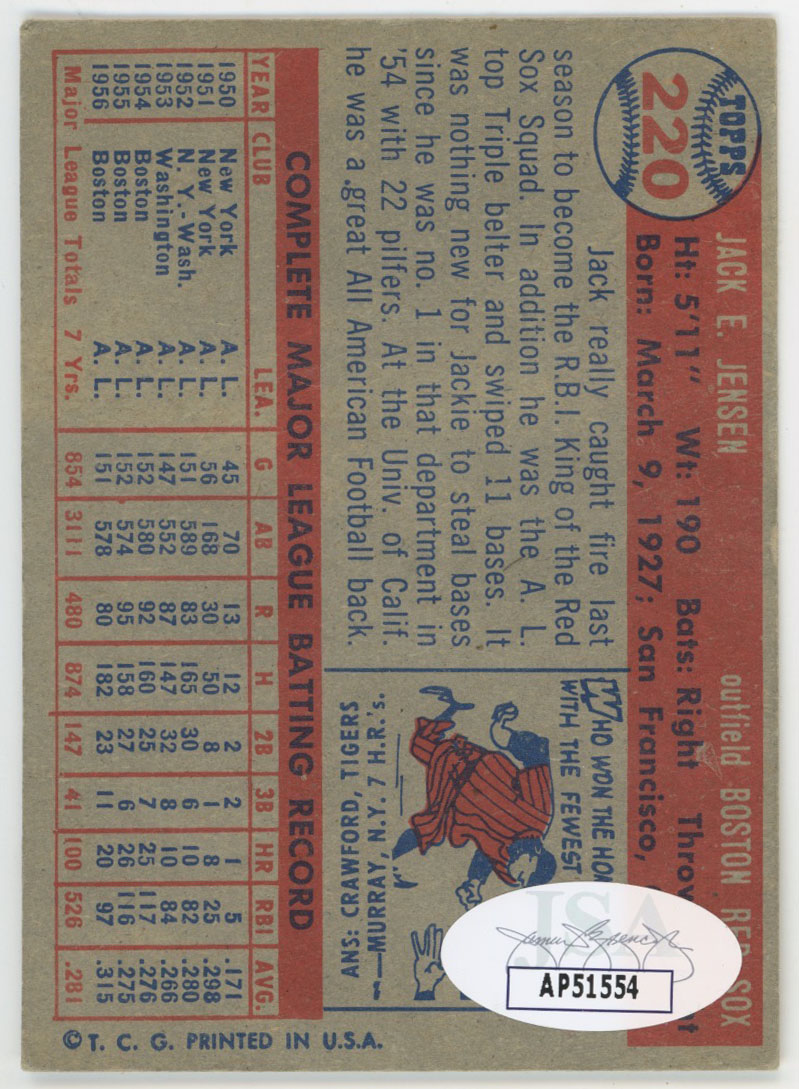 TOPPS
220
JACK E. JENSEN outfield BOSTON RED SOX
Ht: 5'11" Wt: 190 Bats: Right
Born: March 9, 1927; San Francisco,
Jack really caught fire last
season to become the R.B.I. King of the Red
Sox Squad. In addition he was the A. L.
top Triple belter and swiped 11 bases. It
was nothing new for Jackie to steal bases
since he was no. 1 in that department in
'54 with 22 pilfers. At the Univ. of Calif.
he was a great All American Football back.
WHO WON THE
WITH THE FEWEST
ANS: CRAWFORD, TIGERS
—MURRAY, N.Y. 7 H.R.'s.
JSA
AP51554
COMPLETE MAJOR LEAGUE BATTING RECORD
YEAR CLUB LEA. G AB R H 2B 3B HR RBI AVG.
1950 New York A. L. 45 70 13 12 2 2 1 5 .171
1951 New York A. L. 56 168 30 50 8 1 8 25 .298
1952 N. Y.-Wash. A. L. 151 589 83 165 30 6 10 82 .280
1953 Washington A. L. 147 552 87 147 32 8 10 84 .266
1954 Boston A. L. 152 580 92 160 25 7 25 117 .276
1955 Boston A. L. 152 574 95 158 27 6 26 116 .275
1956 Boston A. L. 151 578 80 182 23 11 20 97 .315
Major League Totals 7 Yrs. 854 3111 480 874 147 41 100 526 .281
© T. C. G. PRINTED IN U.S.A.